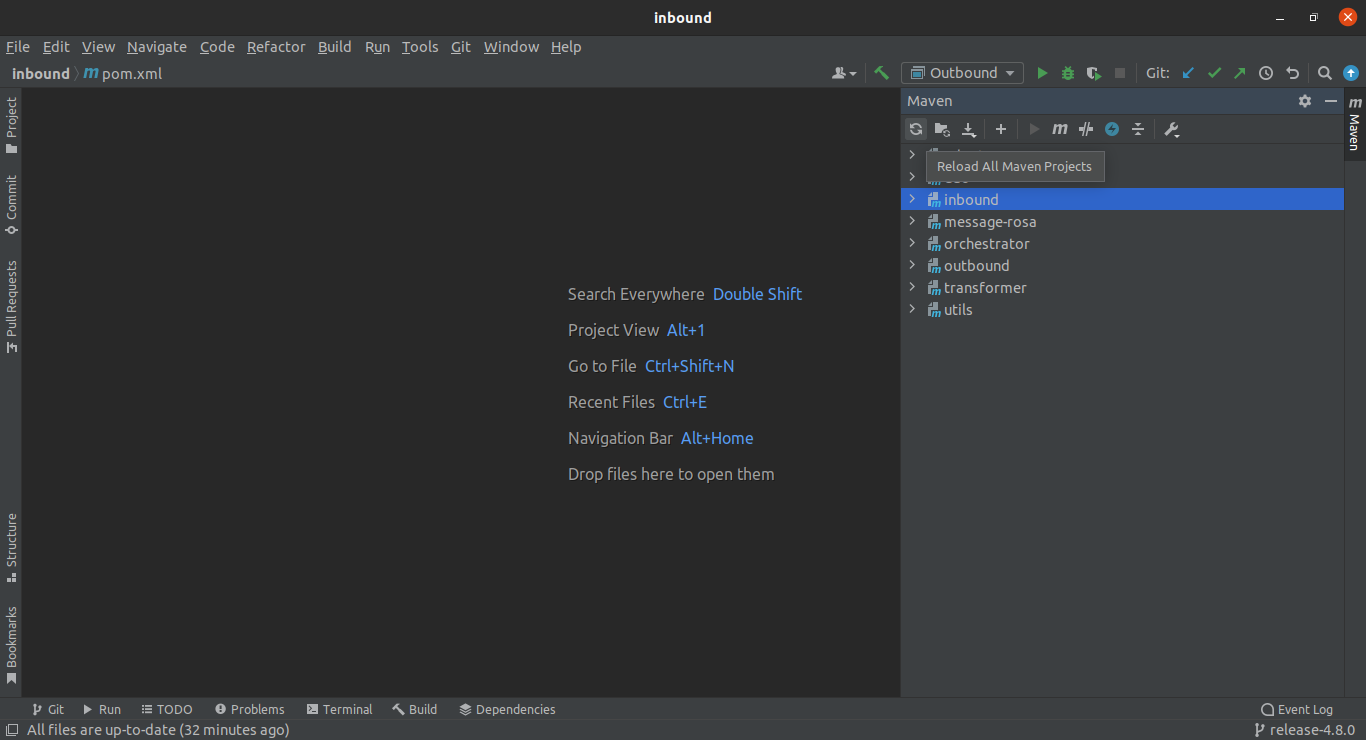 inbound
File Edit View Navigate Code Refactor Build Run Tools Git Window Help
inbound m pom.xml
Outbound
Git:
Project
Commit
Pull Requests
Structure
Bookmarks
Search Everywhere Double Shift
Project View Alt+1
Go to File Ctrl+Shift+N
Recent Files Ctrl+E
Navigation Bar Alt+Home
Drop files here to open them
Maven
m
Reload All Maven Projects
m inbound
m message-rosa
m orchestrator
m outbound
m transformer
m utils
m Maven
Git Run TODO Problems Terminal Build Dependencies Event Log
All files are up-to-date (32 minutes ago) release-4.8.0